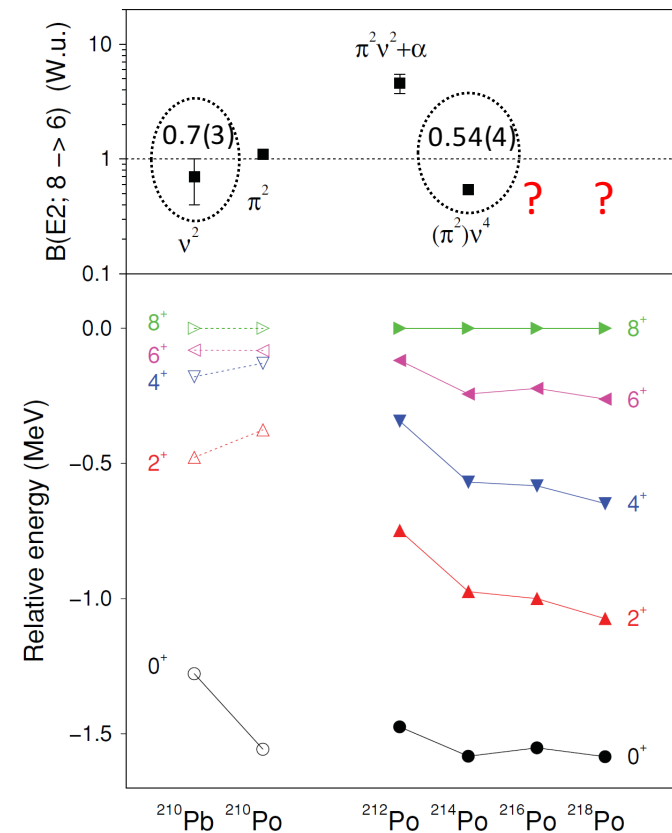 B(E2; 8 –> 6) (W.u.)
10
1
0.1
π²ν²+α
0.7(3)
0.54(4)
π²
ν²
(π²)ν⁴
? ?
Relative energy (MeV)
0.0
−0.5
−1.0
−1.5
8⁺
6⁺
4⁺
2⁺
0⁺
8⁺
6⁺
4⁺
2⁺
0⁺
²¹⁰Pb ²¹⁰Po ²¹²Po ²¹⁴Po ²¹⁶Po ²¹⁸Po